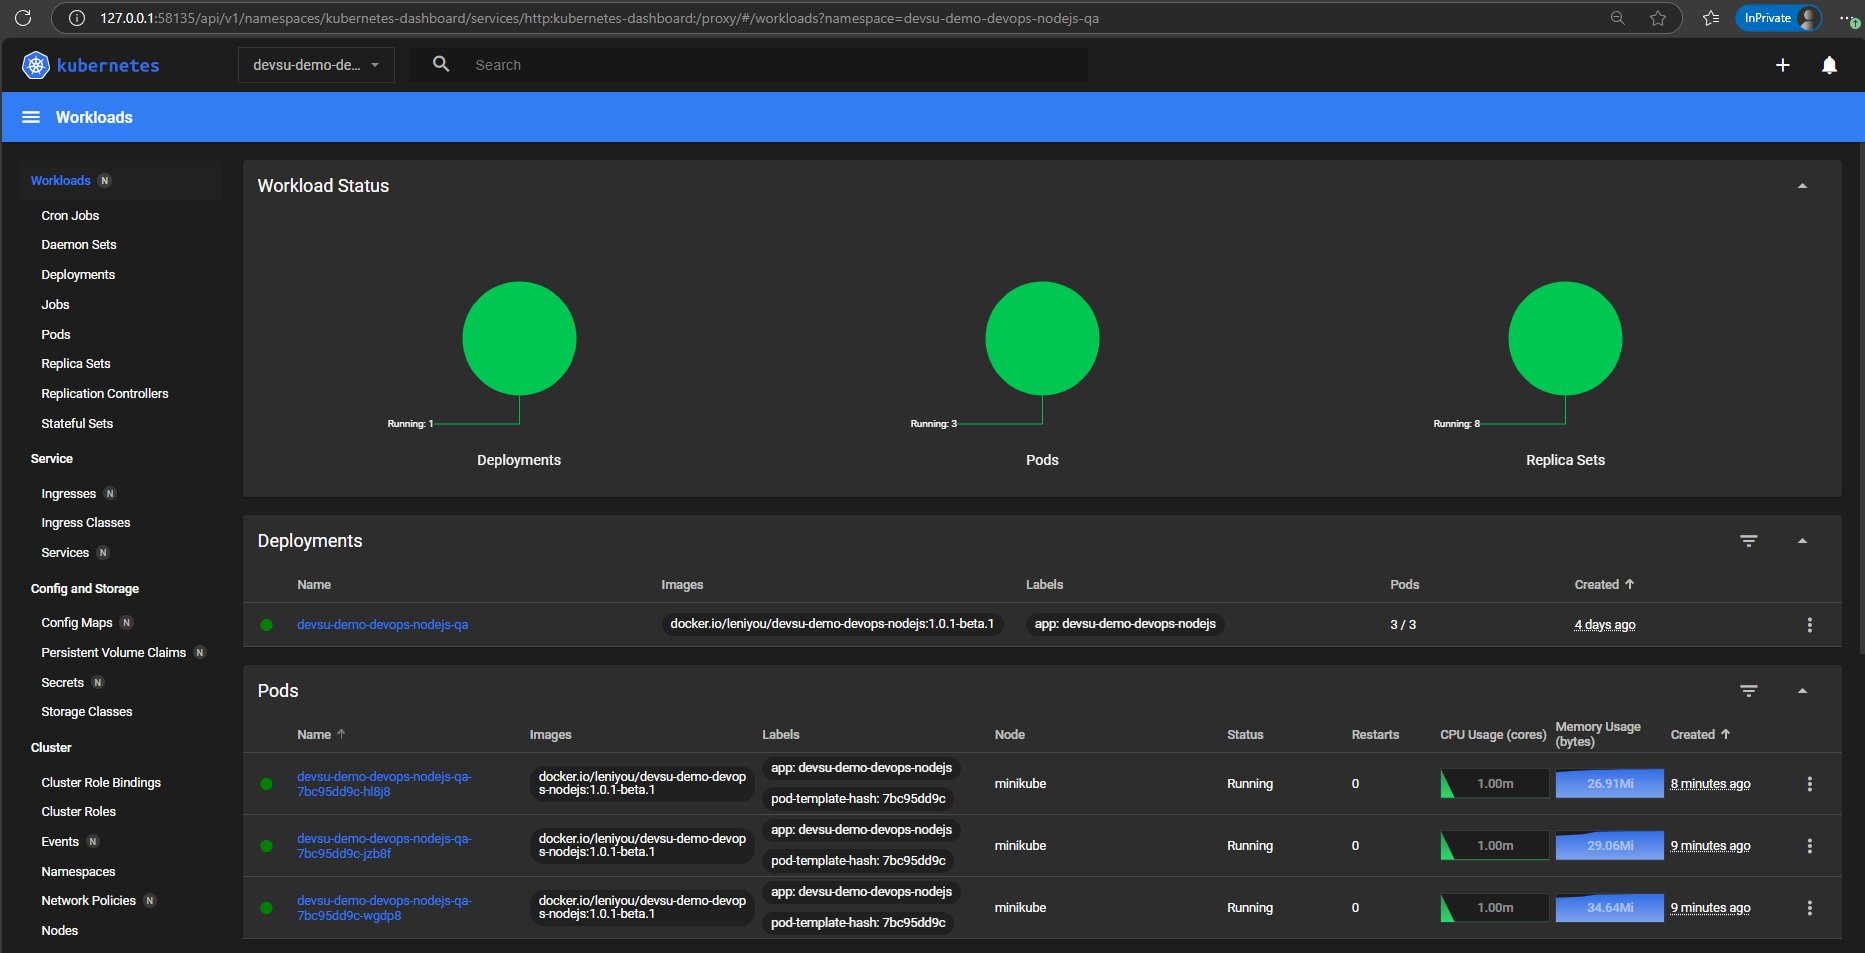 127.0.0.1:58135/api/v1/namespaces/kubernetes-dashboard/services/http:kubernetes-dashboard:/proxy/#/workloads?namespace=devsu-demo-devops-nodejs-qa
InPrivate
kubernetes
devsu-demo-de...
Search
Workloads
Workloads N
Cron Jobs
Daemon Sets
Deployments
Jobs
Pods
Replica Sets
Replication Controllers
Stateful Sets
Service
Ingresses N
Ingress Classes
Services N
Config and Storage
Config Maps N
Persistent Volume Claims N
Secrets N
Storage Classes
Cluster
Cluster Role Bindings
Cluster Roles
Events N
Namespaces
Network Policies N
Nodes
Workload Status
Running: 1
Deployments
Running: 3
Pods
Running: 8
Replica Sets
Deployments
Name Images Labels Pods Created
devsu-demo-devops-nodejs-qa docker.io/leniyou/devsu-demo-devops-nodejs:1.0.1-beta.1 app: devsu-demo-devops-nodejs 3 / 3 4 days ago
Pods
Name Images Labels Node Status Restarts CPU Usage (cores) Memory Usage
(bytes) Created
devsu-demo-devops-nodejs-qa-
7bc95dd9c-hl8j8
docker.io/leniyou/devsu-demo-devop
s-nodejs:1.0.1-beta.1
app: devsu-demo-devops-nodejs
pod-template-hash: 7bc95dd9c
minikube Running 0 1.00m 26.91Mi 8 minutes ago
devsu-demo-devops-nodejs-qa-
7bc95dd9c-jzb8f
docker.io/leniyou/devsu-demo-devop
s-nodejs:1.0.1-beta.1
app: devsu-demo-devops-nodejs
pod-template-hash: 7bc95dd9c
minikube Running 0 1.00m 29.06Mi 9 minutes ago
devsu-demo-devops-nodejs-qa-
7bc95dd9c-wgdp8
docker.io/leniyou/devsu-demo-devop
s-nodejs:1.0.1-beta.1
app: devsu-demo-devops-nodejs
pod-template-hash: 7bc95dd9c
minikube Running 0 1.00m 34.64Mi 9 minutes ago